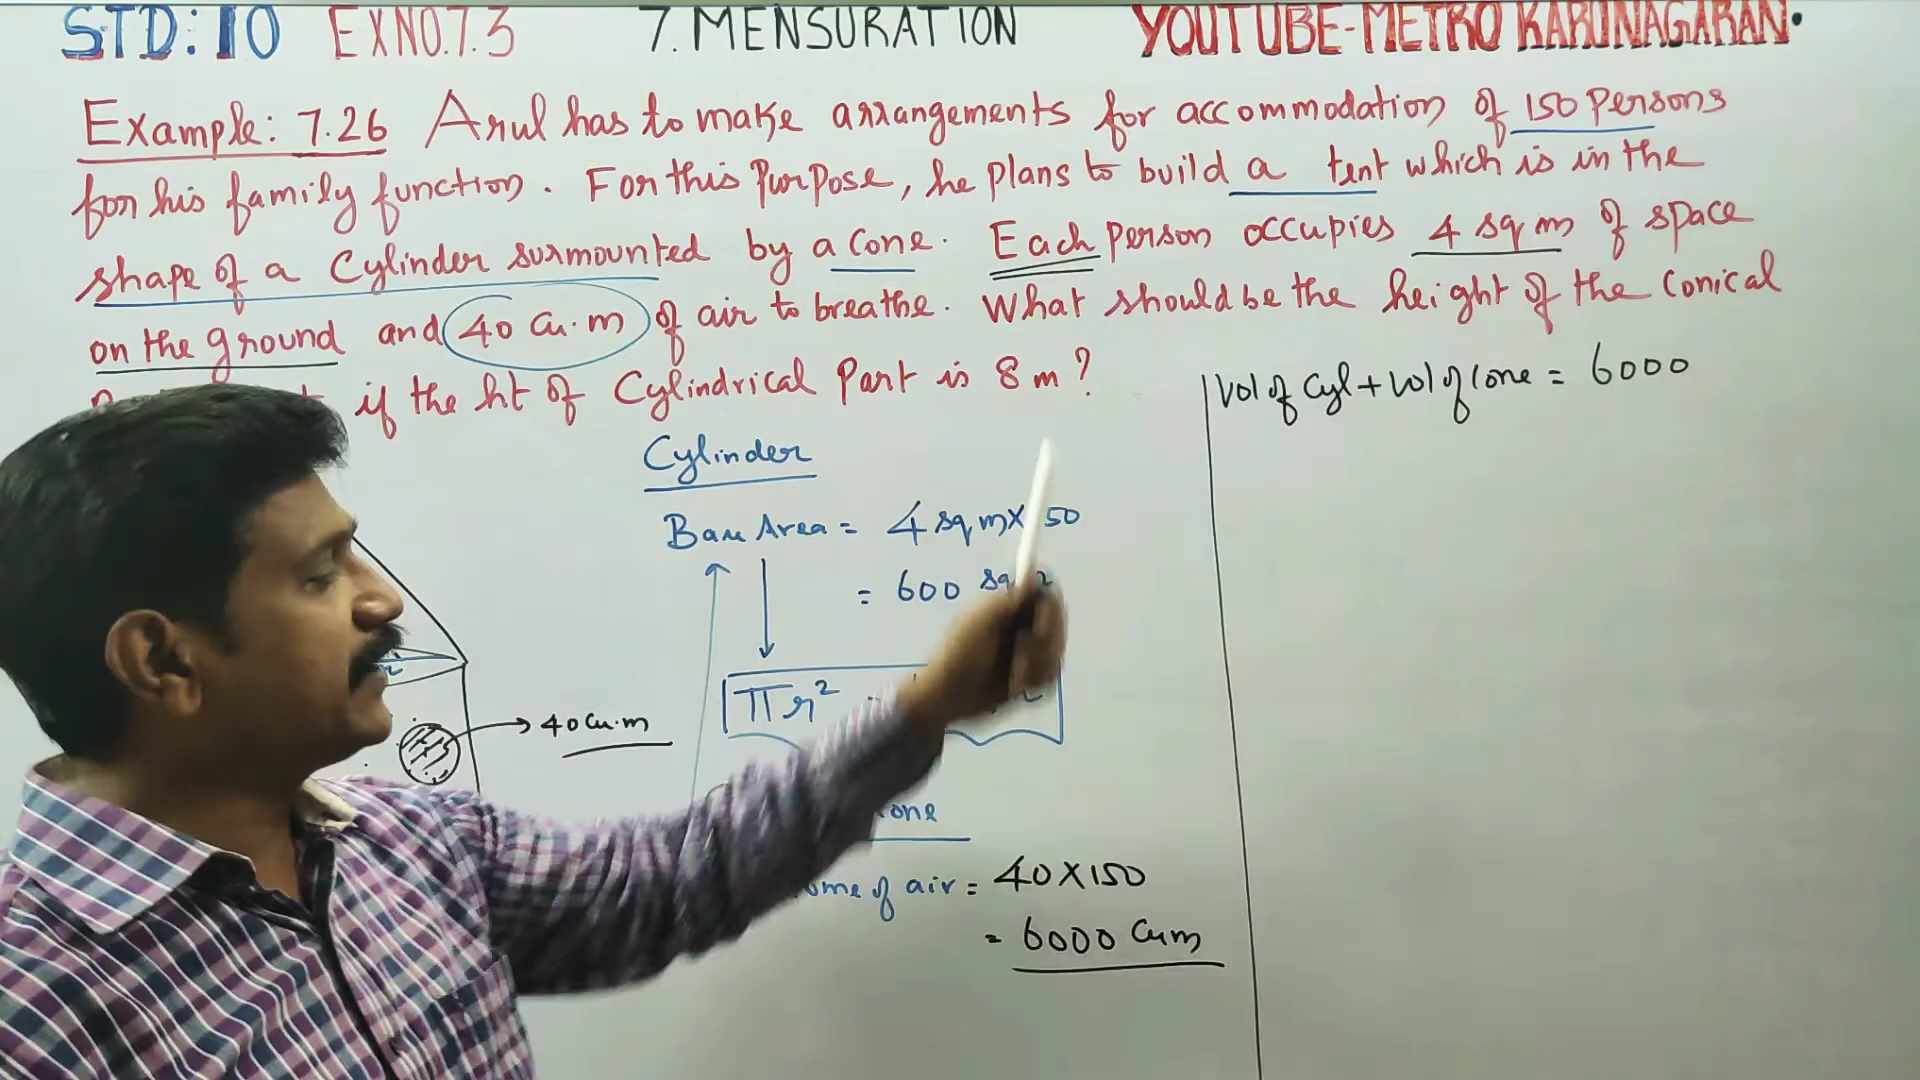 STD: 10 EXNO.7.3 7. MENSURATION YOUTUBE-METRO KARUNAGARAN.
Example: 7.26 Arul has to make arrangements for accommodation of 150 persons
for his family function. For this Purpose, he plans to build a tent which is in the
shape of a Cylinder surmounted by a Cone. Each Person occupies 4 sq m of space
on the ground and 40 Cu.m of air to breathe. What should be the height of the Conical
if the ht of Cylindrical Part is 8 m?
Vol of Cyl + Vol of Cone = 6000
Cylinder
Base Area = 4 sq m X 50
= 600 sq
πr²
r
→ 40 Cu.m
one
ome of air = 40 X 150
= 6000 Cu m